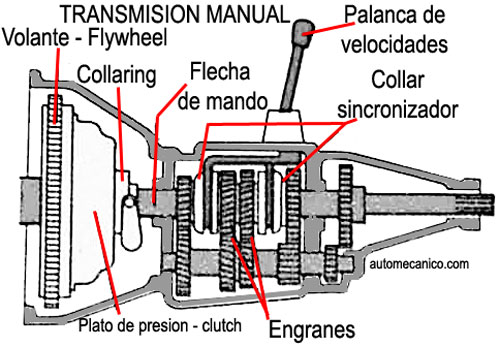 TRANSMISION MANUAL
Volante - Flywheel
Collaring
Flecha
de mando
Palanca de
velocidades
Collar
sincronizador
automecanico.com
Plato de presion - clutch
Engranes